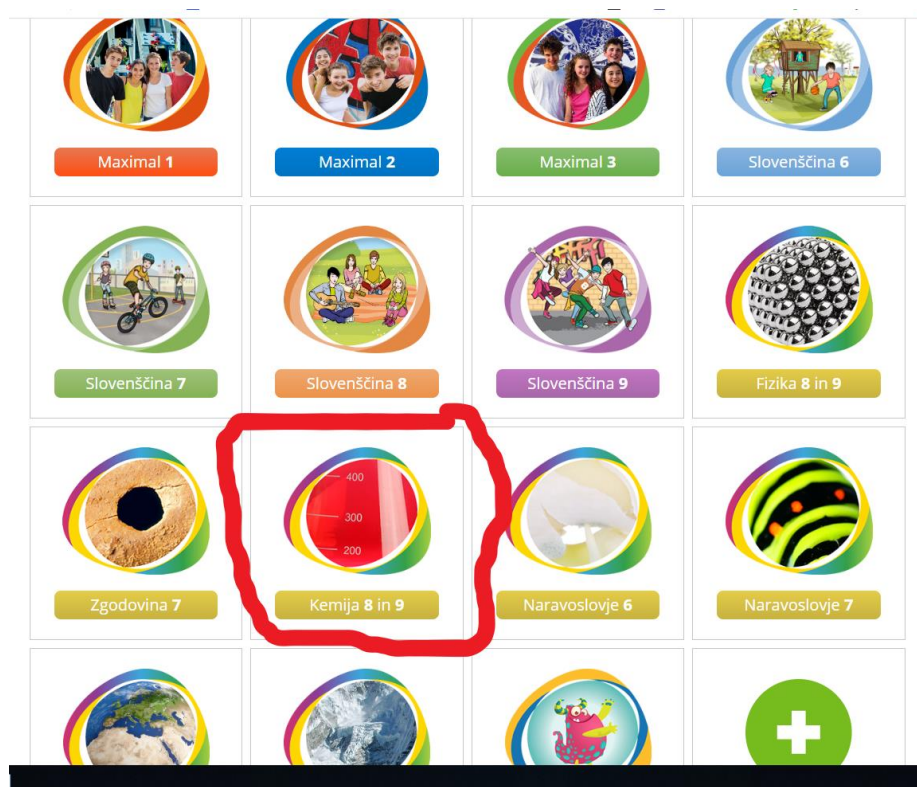 Maximal 1
Maximal 2
Maximal 3
Slovenščina 6
Slovenščina 7
Slovenščina 8
Slovenščina 9
Fizika 8 in 9
400
300
200
Zgodovina 7
Kemija 8 in 9
Naravoslovje 6
Naravoslovje 7